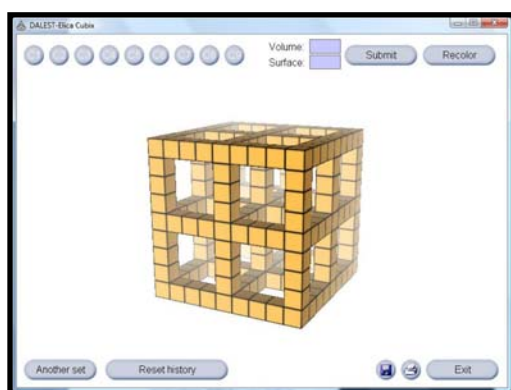 DALEST-Elica Cubix
Volume:
Surface:
Submit
Recolor
Another set
Reset history
Exit